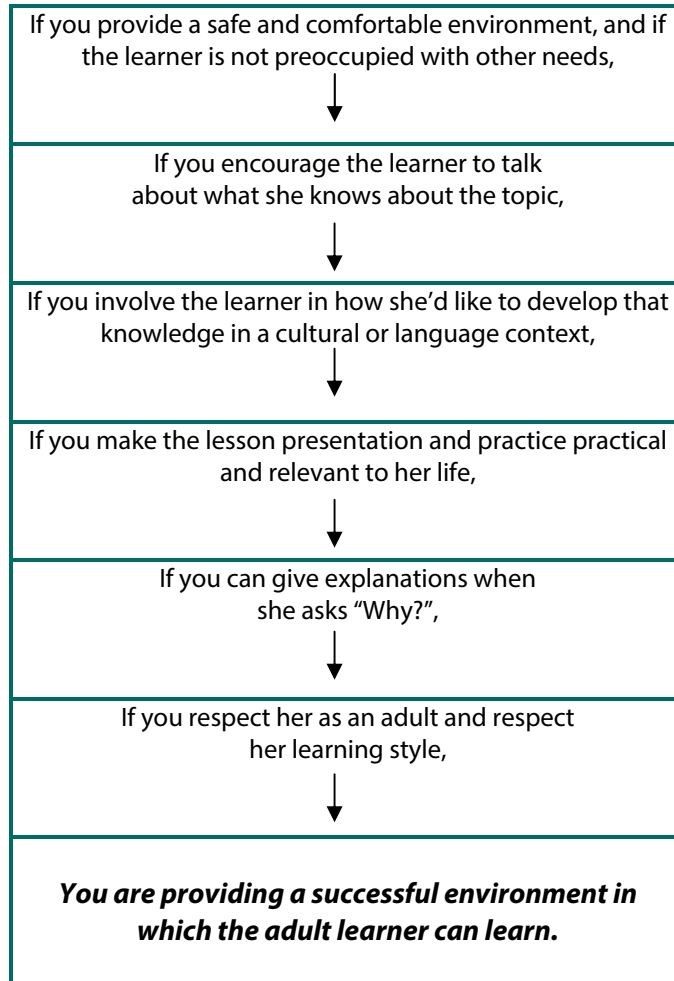 If you provide a safe and comfortable environment, and if
the learner is not preoccupied with other needs,
If you encourage the learner to talk
about what she knows about the topic,
If you involve the learner in how she’d like to develop that
knowledge in a cultural or language context,
If you make the lesson presentation and practice practical
and relevant to her life,
If you can give explanations when
she asks “Why?”,
If you respect her as an adult and respect
her learning style,
You are providing a successful environment in
which the adult learner can learn.